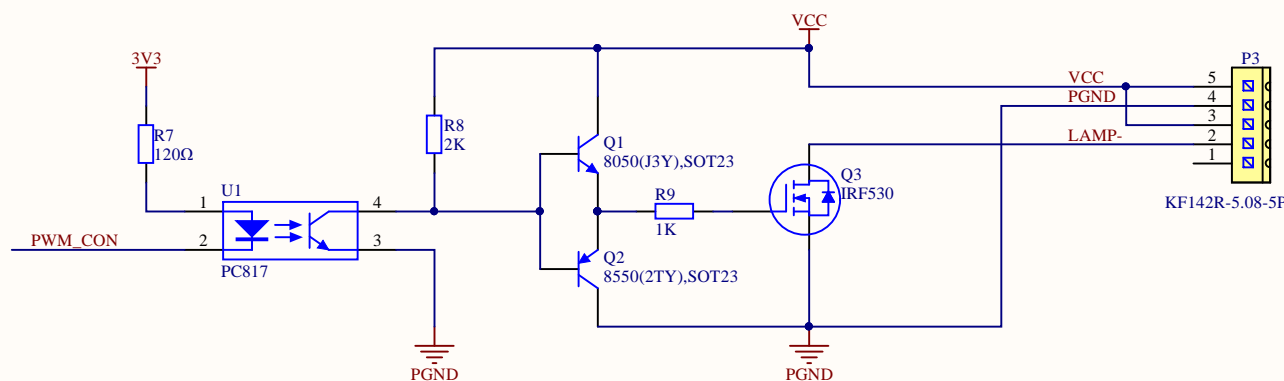 VCC
3V3
P3
VCC
5
PGND
4
3
LAMP-
2
1
R7
120Ω
R8
2K
Q1
8050(J3Y),SOT23
Q3
IRF530
R9
1K
KF142R-5.08-5P
U1
1
4
PWM_CON
2
3
PC817
Q2
8550(2TY),SOT23
PGND
PGND